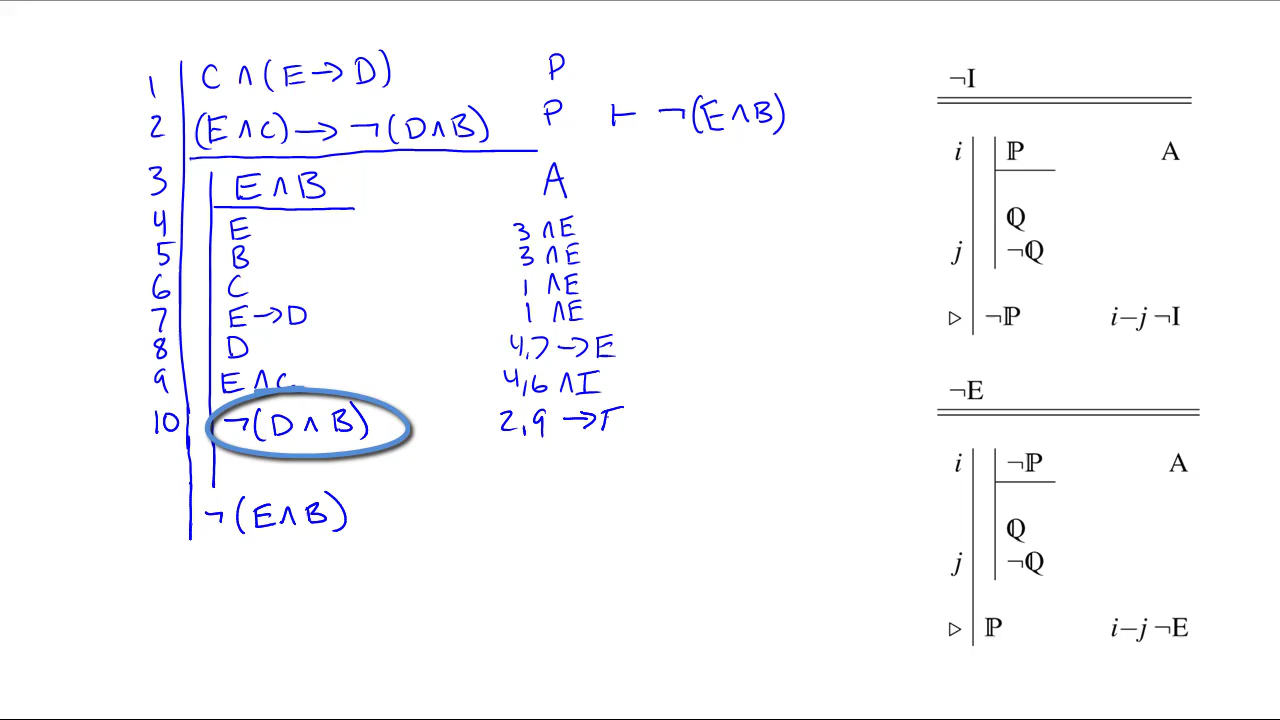 1 C ∧ (E → D) P
2 (E ∧ C) → ¬(D ∧ B) P ⊢ ¬(E ∧ B)
3 E ∧ B A
4 E 3 ∧E
5 B 3 ∧E
6 C 1 ∧E
7 E → D 1 ∧E
8 D 4,7 → E
9 E ∧ C 4,6 ∧I
10 ¬(D ∧ B) 2,9 → E
¬(E ∧ B)
¬I
i ℙ A
ℚ
j ¬ℚ
▷ ¬ℙ i–j ¬I
¬E
i ¬ℙ A
ℚ
j ¬ℚ
▷ ℙ i–j ¬E